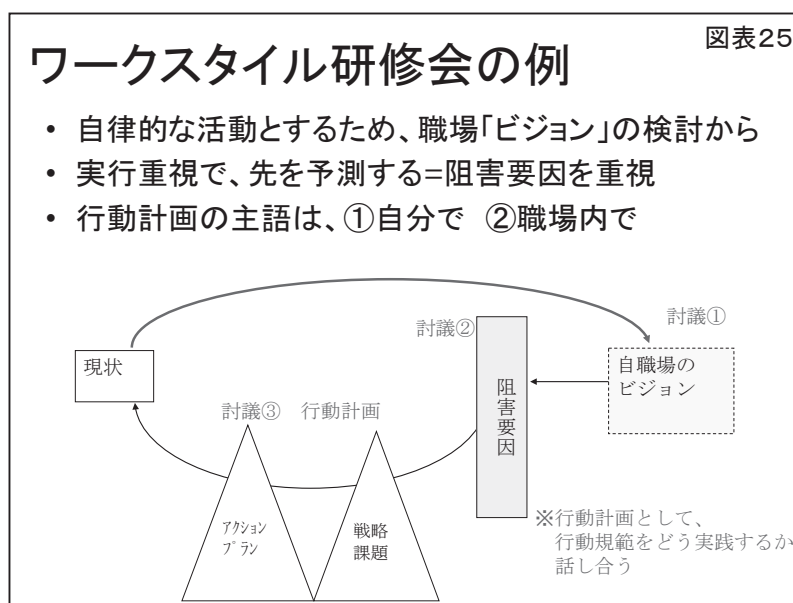 図表25
ワークスタイル研修会の例
• 自律的な活動とするため、職場「ビジョン」の検討から
• 実行重視で、先を予測する=阻害要因を重視
• 行動計画の主語は、①自分で ②職場内で
討議①
討議②
現状
自職場の
ビジョン
阻害要因
討議③ 行動計画
ｱｸｼｮﾝ
ﾌﾟﾗﾝ
戦略
課題
※行動計画として、
行動規範をどう実践するか
話し合う